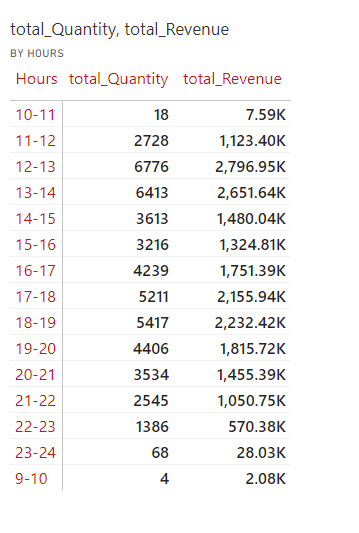 total_Quantity, total_Revenue
BY HOURS
Hours total_Quantity total_Revenue
10-11 18 7.59K
11-12 2728 1,123.40K
12-13 6776 2,796.95K
13-14 6413 2,651.64K
14-15 3613 1,480.04K
15-16 3216 1,324.81K
16-17 4239 1,751.39K
17-18 5211 2,155.94K
18-19 5417 2,232.42K
19-20 4406 1,815.72K
20-21 3534 1,455.39K
21-22 2545 1,050.75K
22-23 1386 570.38K
23-24 68 28.03K
9-10 4 2.08K